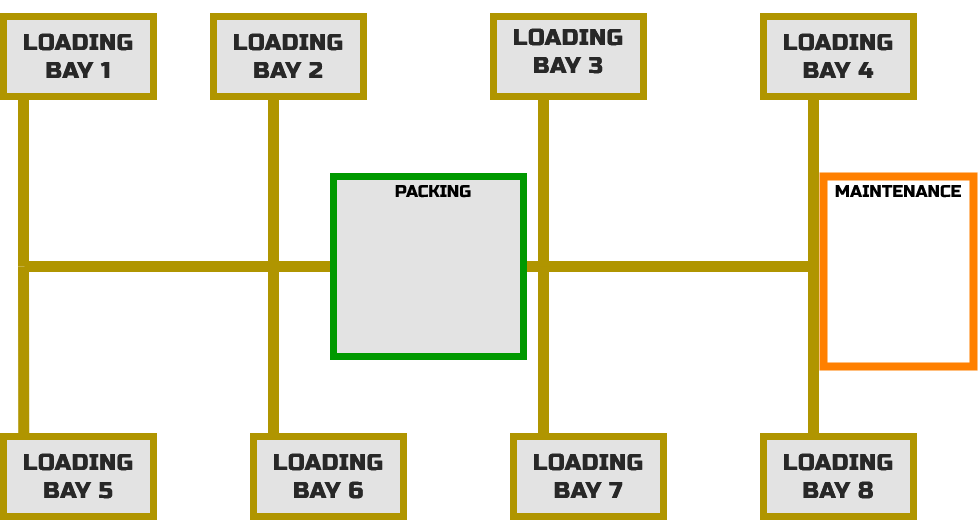 LOADING
BAY 1
LOADING
BAY 2
LOADING
BAY 3
LOADING
BAY 4
PACKING
MAINTENANCE
LOADING
BAY 5
LOADING
BAY 6
LOADING
BAY 7
LOADING
BAY 8